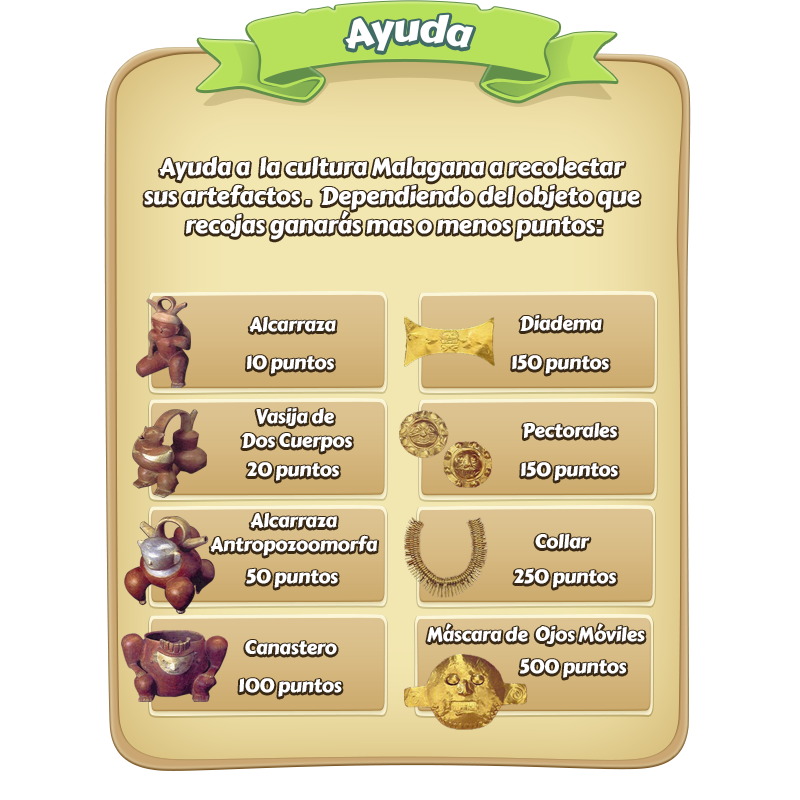 Ayuda
Ayuda a la cultura Malagana a recolectar
sus artefactos . Dependiendo del objeto que
recojas ganarás mas o menos puntos:
Alcarraza
10 puntos
Vasija de
Dos Cuerpos
20 puntos
Alcarraza
Antropozoomorfa
50 puntos
Canastero
100 puntos
Diadema
150 puntos
Pectorales
150 puntos
Collar
250 puntos
Máscara de Ojos Móviles
500 puntos